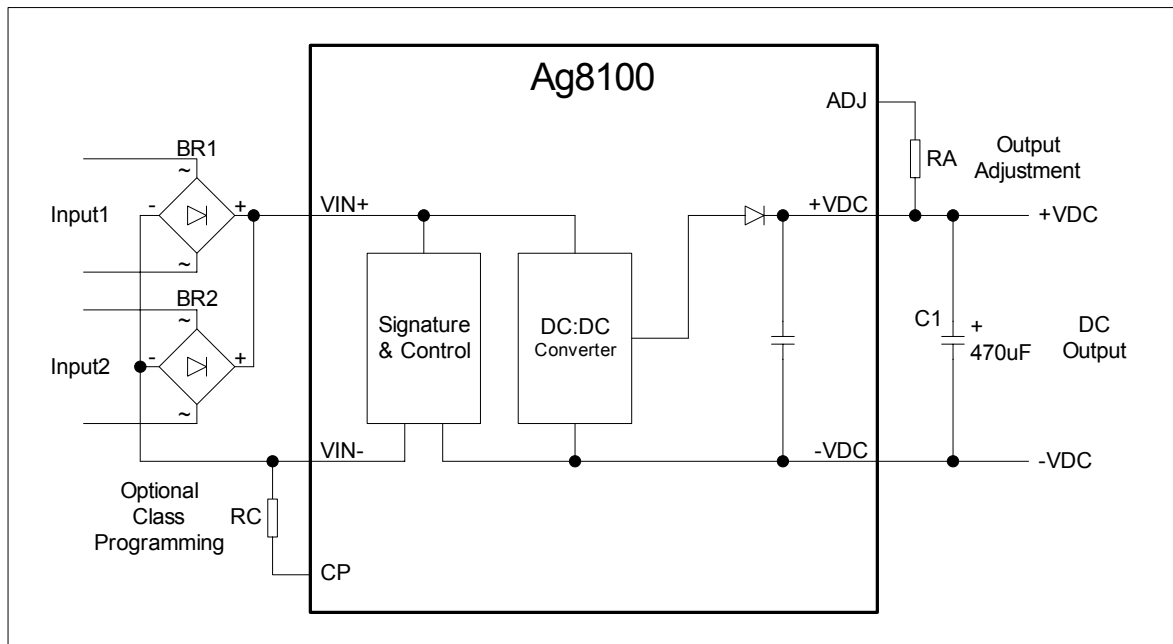 Ag8100
ADJ
BR1
~
RA
Output
Adjustment
Input1
-
+
VIN+
+VDC
+VDC
~
BR2
~
Signature
& Control
DC:DC
Converter
C1
+
470uF
DC
Output
Input2
-
+
~
VIN-
-VDC
-VDC
Optional
Class
Programming
RC
CP